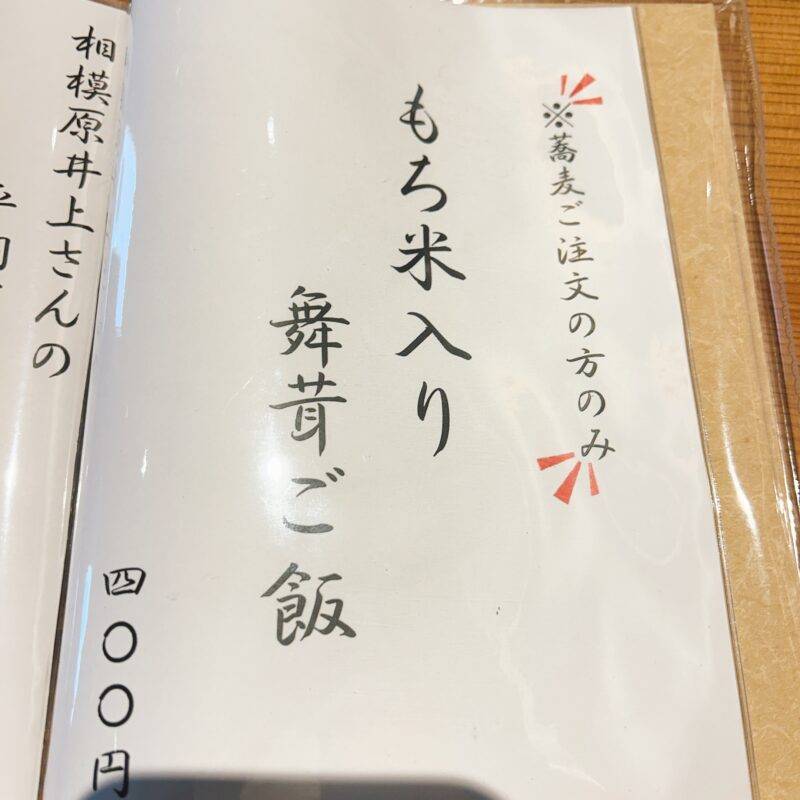 ※蕎麦ご注文の方のみ
もち米入り
舞茸ご飯
四〇〇円
相模原井上さんの